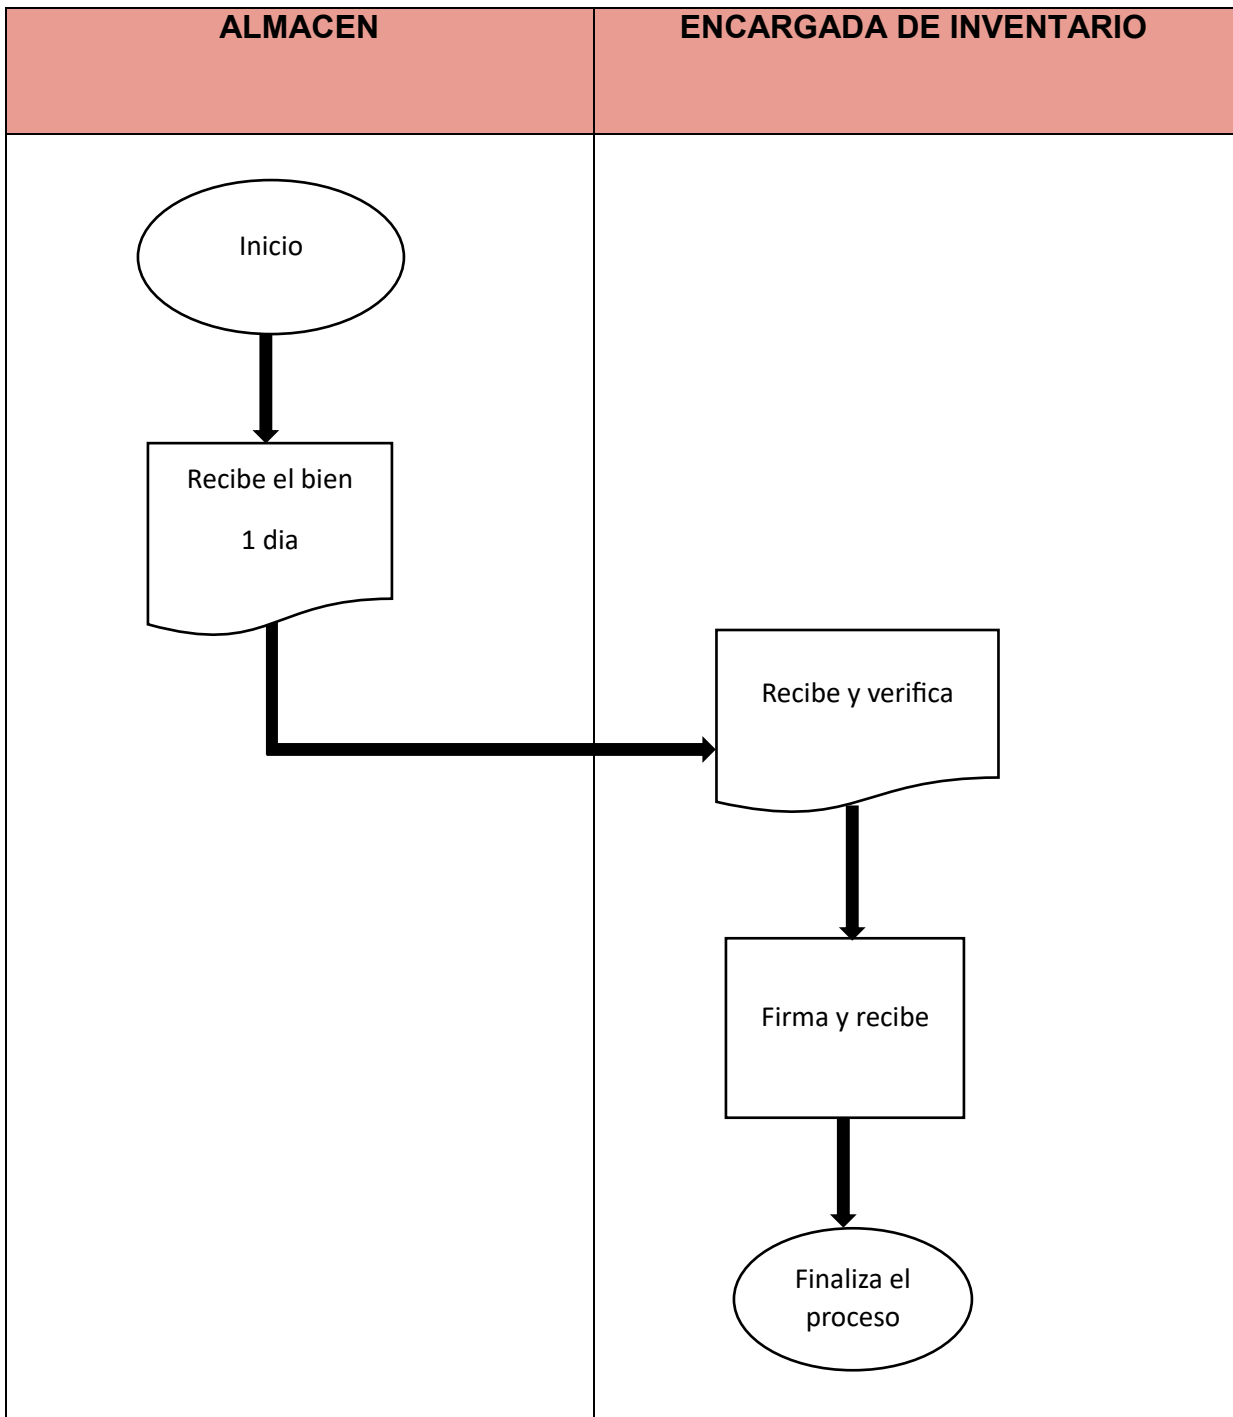 ALMACEN
ENCARGADA DE INVENTARIO
Inicio
Recibe el bien
1 dia
Recibe y verifica
Firma y recibe
Finaliza el
proceso